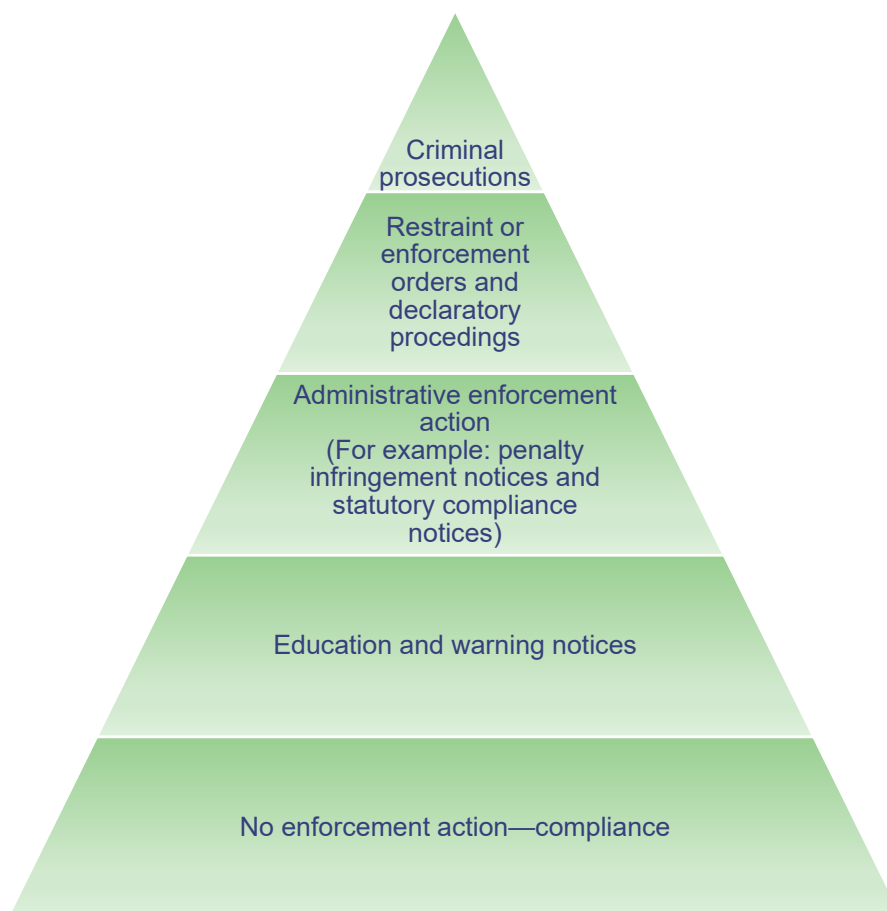 Criminal
prosecutions
Restraint or
enforcement
orders and
declaratory
procedings
Administrative enforcement
action
(For example: penalty
infringement notices and
statutory compliance
notices)
Education and warning notices
No enforcement action—compliance